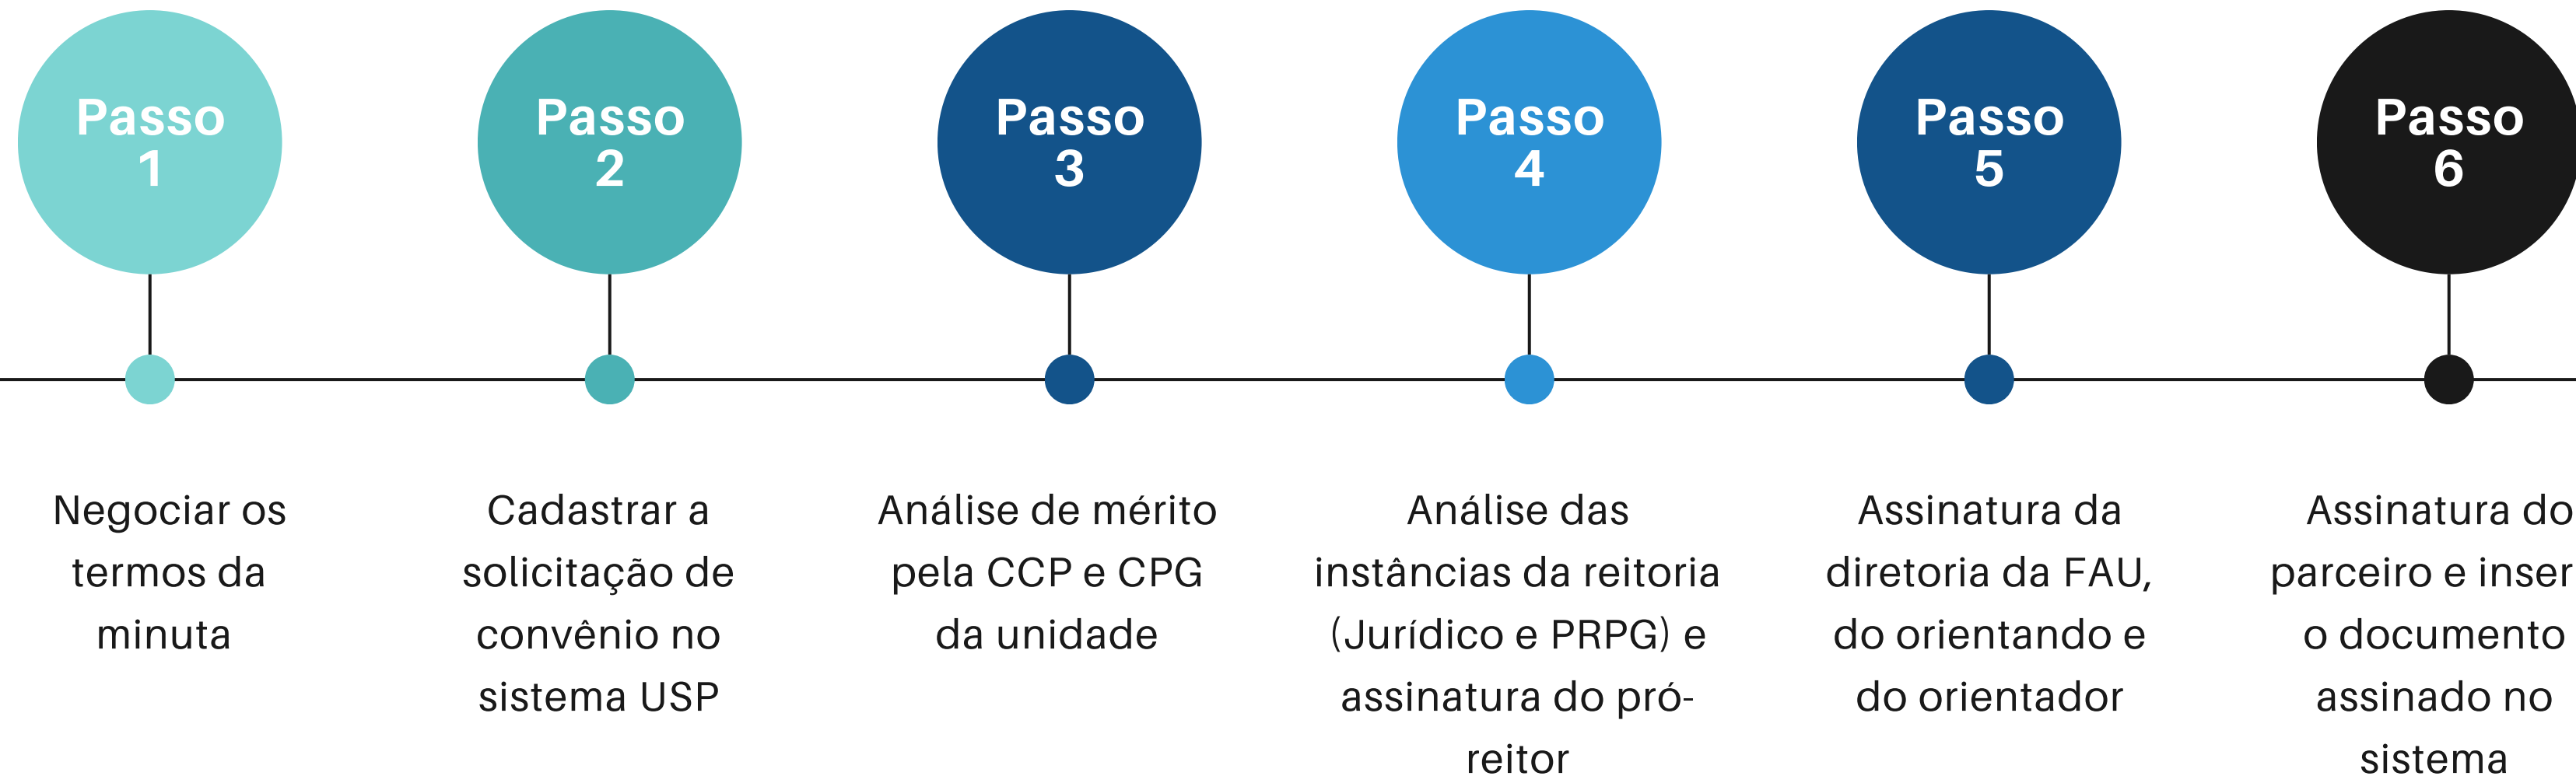 Passo
1
Passo
2
Passo
3
Passo
4
Passo
5
Passo
6
Negociar os
termos da
minuta
Cadastrar a
solicitação de
convênio no
sistema USP
Análise de mérito
pela CCP e CPG
da unidade
Análise das
instâncias da reitoria
(Jurídico e PRPG) e
assinatura do pró-
reitor
Assinatura da
diretoria da FAU,
do orientando e
do orientador
Assinatura do
parceiro e inser
o documento
assinado no
sistema